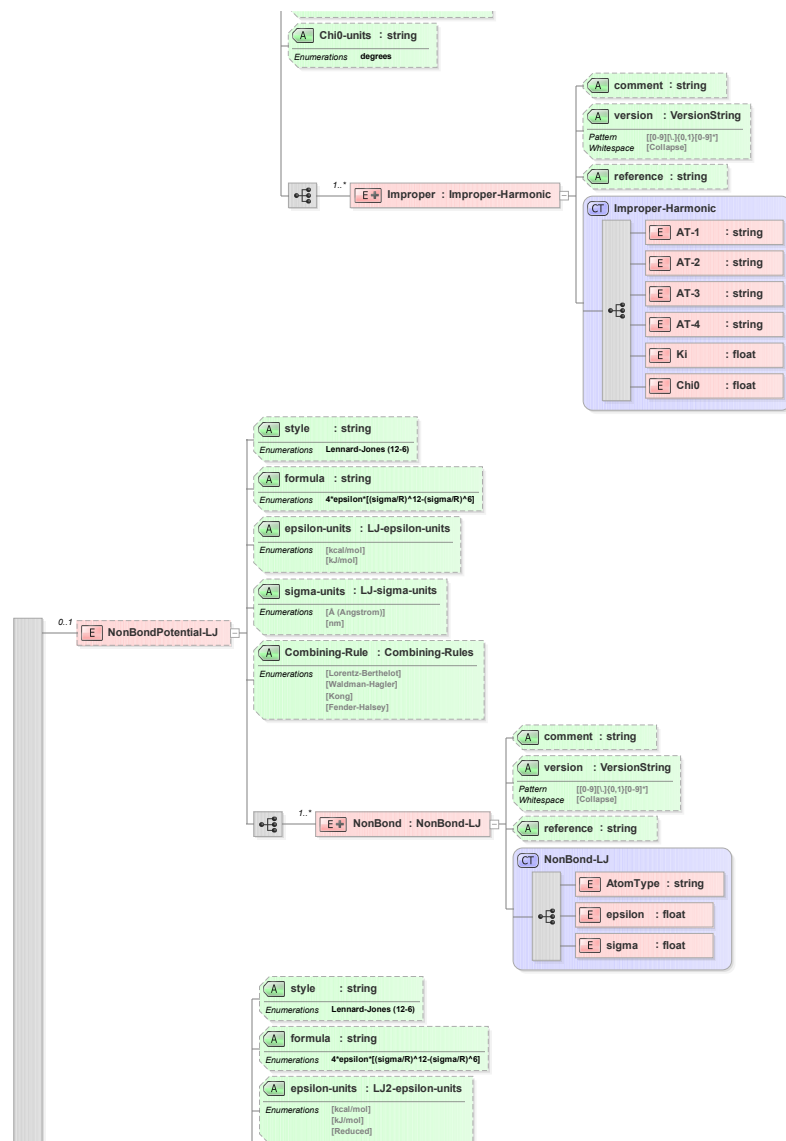 A Chi0-units : string
Enumerations degrees
A comment : string
A version : VersionString
Pattern [[0-9][\.]{0,1}[0-9]*]
Whitespace [Collapse]
A reference : string
1..*
E Improper : Improper-Harmonic
CT Improper-Harmonic
E AT-1 : string
E AT-2 : string
E AT-3 : string
E AT-4 : string
E Ki : float
E Chi0 : float
A style : string
Enumerations Lennard-Jones (12-6)
A formula : string
Enumerations 4*epsilon*[(sigma/R)^12-(sigma/R)^6]
A epsilon-units : LJ-epsilon-units
Enumerations [kcal/mol]
[kJ/mol]
A sigma-units : LJ-sigma-units
Enumerations [Å (Angstrom)]
[nm]
0..1
E NonBondPotential-LJ
A Combining-Rule : Combining-Rules
Enumerations [Lorentz-Berthelot]
[Waldman-Hagler]
[Kong]
[Fender-Halsey]
A comment : string
A version : VersionString
Pattern [[0-9][\.]{0,1}[0-9]*]
Whitespace [Collapse]
1..*
E NonBond : NonBond-LJ
A reference : string
CT NonBond-LJ
E AtomType : string
E epsilon : float
E sigma : float
A style : string
Enumerations Lennard-Jones (12-6)
A formula : string
Enumerations 4*epsilon*[(sigma/R)^12-(sigma/R)^6]
A epsilon-units : LJ2-epsilon-units
Enumerations [kcal/mol]
[kJ/mol]
[Reduced]